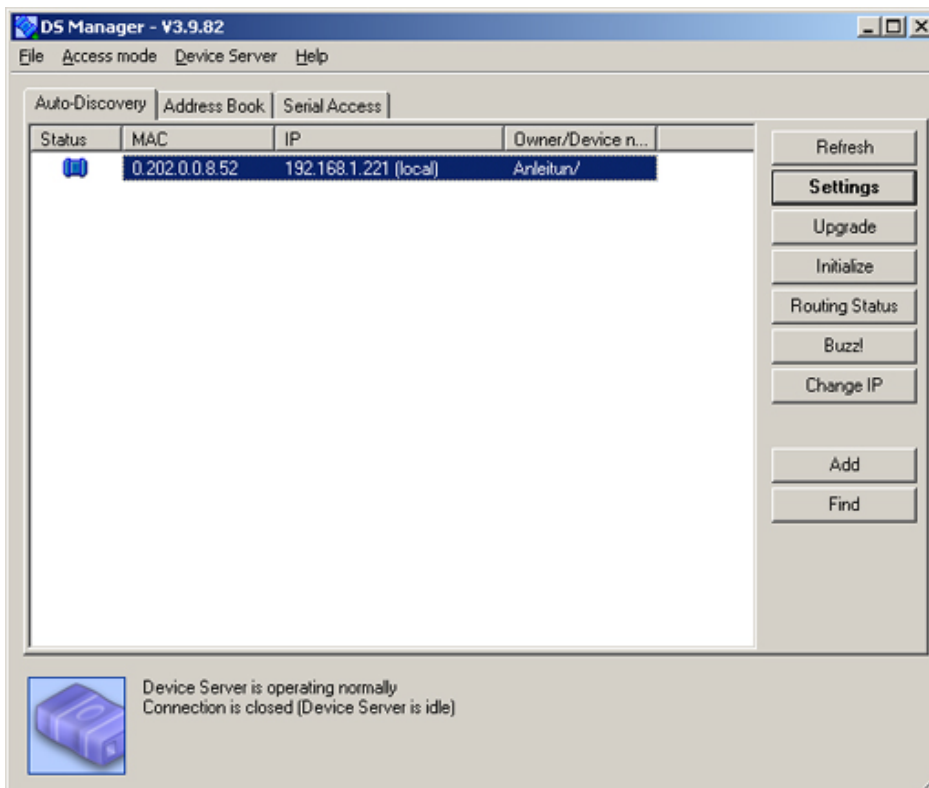 DS Manager - V3.9.82
File Access mode Device Server Help
Auto-Discovery Address Book Serial Access
Status MAC IP Owner/Device n...
0.202.0.0.8.52 192.168.1.221 (local) Anleitun/
Refresh
Settings
Upgrade
Initialize
Routing Status
Buzz!
Change IP
Add
Find
Device Server is operating normally
Connection is closed (Device Server is idle)